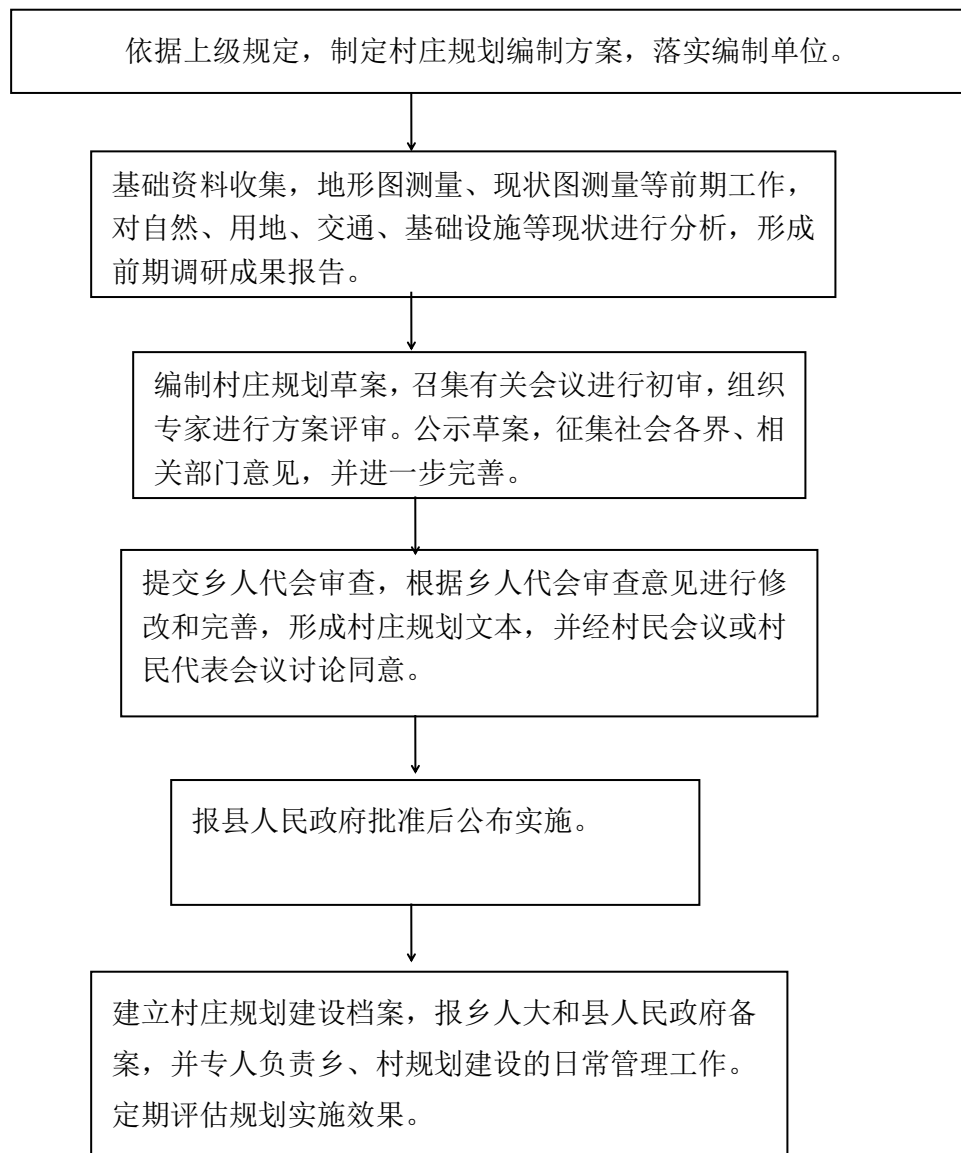 依据上级规定，制定村庄规划编制方案，落实编制单位。
基础资料收集，地形图测量、现状图测量等前期工作，
对自然、用地、交通、基础设施等现状进行分析，形成
前期调研成果报告。
编制村庄规划草案，召集有关会议进行初审，组织
专家进行方案评审。公示草案，征集社会各界、相
关部门意见，并进一步完善。
提交乡人代会审查，根据乡人代会审查意见进行修
改和完善，形成村庄规划文本，并经村民会议或村
民代表会议讨论同意。
报县人民政府批准后公布实施。
建立村庄规划建设档案，报乡人大和县人民政府备
案，并专人负责乡、村规划建设的日常管理工作。
定期评估规划实施效果。